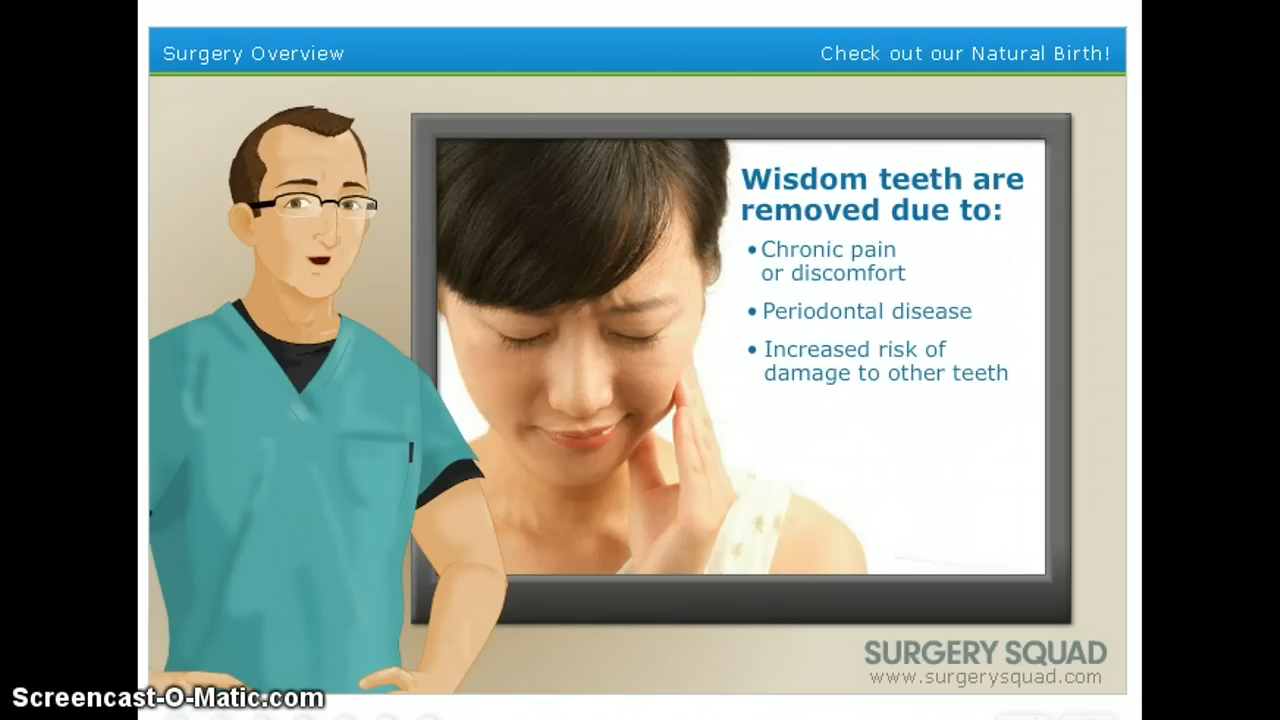 Surgery Overview
Check out our Natural Birth!
Wisdom teeth are
removed due to:
• Chronic pain
or discomfort
• Periodontal disease
• Increased risk of
damage to other teeth
SURGERY SQUAD
www.surgerysquad.com
Screencast-O-Matic.com